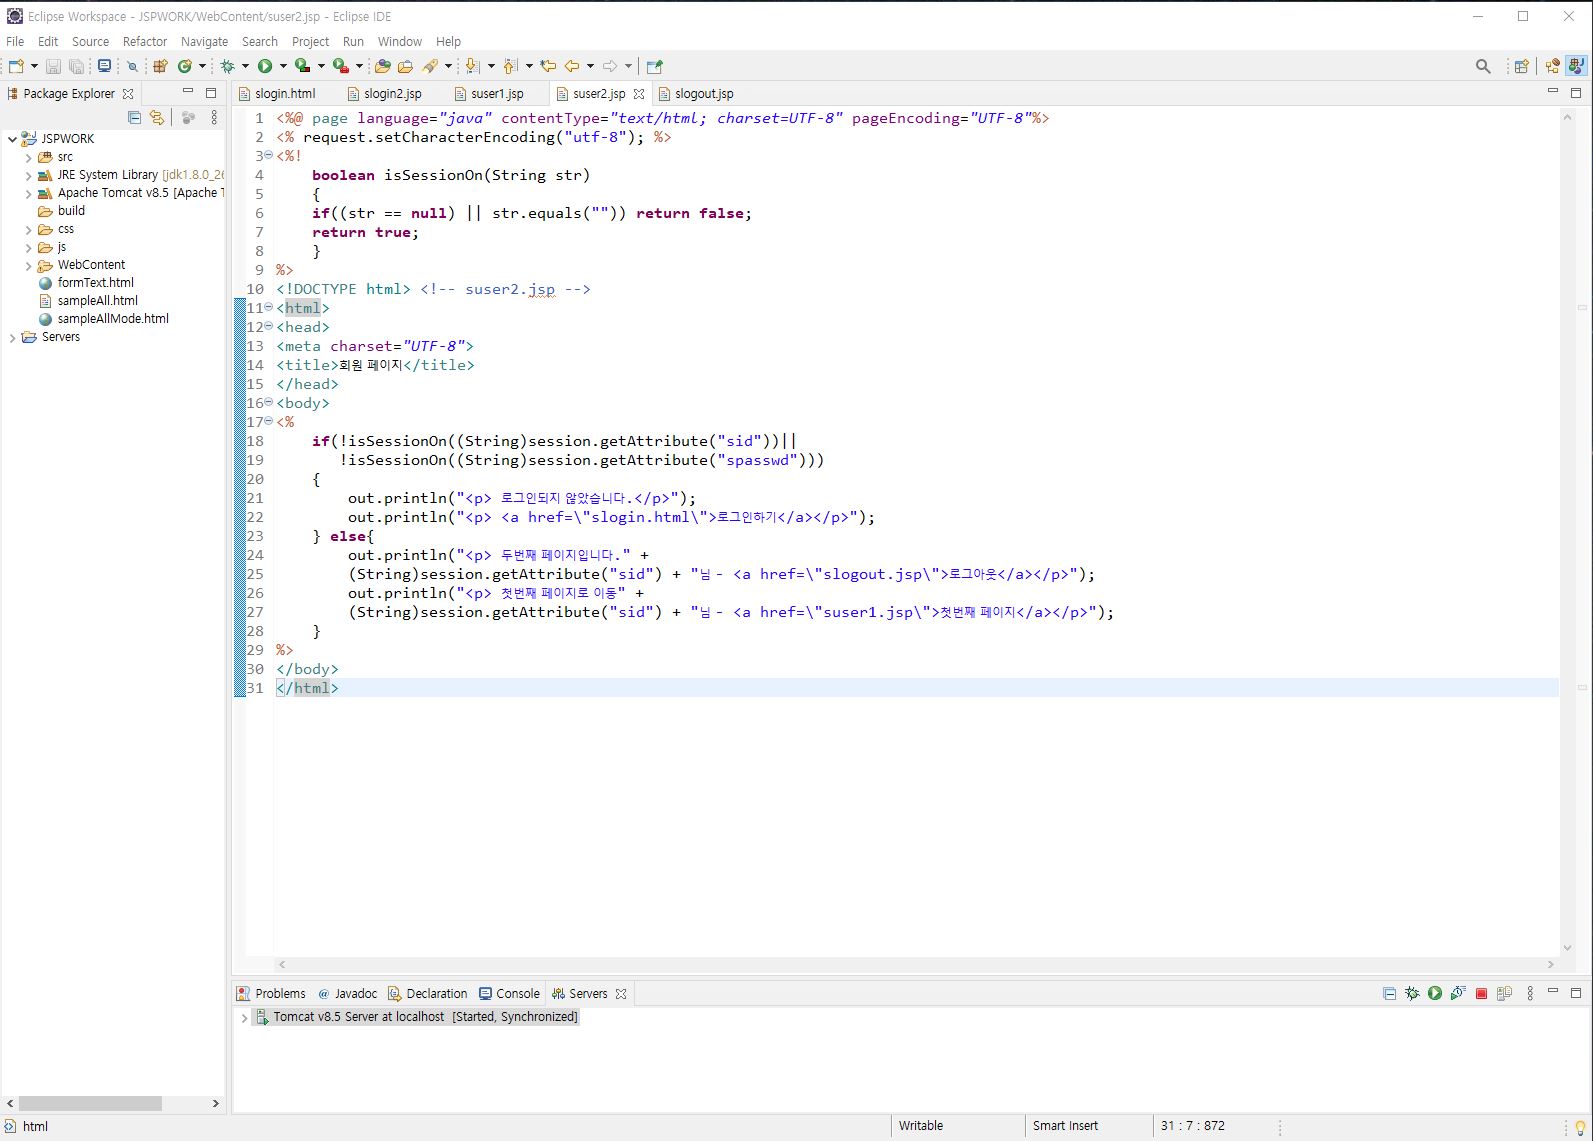 Eclipse Workspace - JSPWORK/WebContent/suser2.jsp - Eclipse IDE
File Edit Source Refactor Navigate Search Project Run Window Help
Package Explorer
JSPWORK
src
JRE System Library [jdk1.8.0_26
Apache Tomcat v8.5 [Apache T
build
css
js
WebContent
formText.html
sampleAll.html
sampleAllMode.html
Servers
slogin.html slogin2.jsp suser1.jsp suser2.jsp slogout.jsp
1 <%@ page language="java" contentType="text/html; charset=UTF-8" pageEncoding="UTF-8"%>
2 <% request.setCharacterEncoding("utf-8"); %>
3 <%!
4 boolean isSessionOn(String str)
5 {
6 if((str == null) || str.equals("")) return false;
7 return true;
8 }
9 %>
10 <!DOCTYPE html> <!-- suser2.jsp -->
11 <html>
12 <head>
13 <meta charset="UTF-8">
14 <title>회원 페이지</title>
15 </head>
16 <body>
17 <%
18 if(!isSessionOn((String)session.getAttribute("sid"))||
19 !isSessionOn((String)session.getAttribute("spasswd")))
20 {
21 out.println("<p> 로그인되지 않았습니다.</p>");
22 out.println("<p> <a href=\"slogin.html\">로그인하기</a></p>");
23 } else{
24 out.println("<p> 두번째 페이지입니다." +
25 (String)session.getAttribute("sid") + "님 - <a href=\"slogout.jsp\">로그아웃</a></p>");
26 out.println("<p> 첫번째 페이지로 이동" +
27 (String)session.getAttribute("sid") + "님 - <a href=\"suser1.jsp\">첫번째 페이지</a></p>");
28 }
29 %>
30 </body>
31 </html>
Problems @ Javadoc Declaration Console Servers
Tomcat v8.5 Server at localhost [Started, Synchronized]
html Writable Smart Insert 31 : 7 : 872